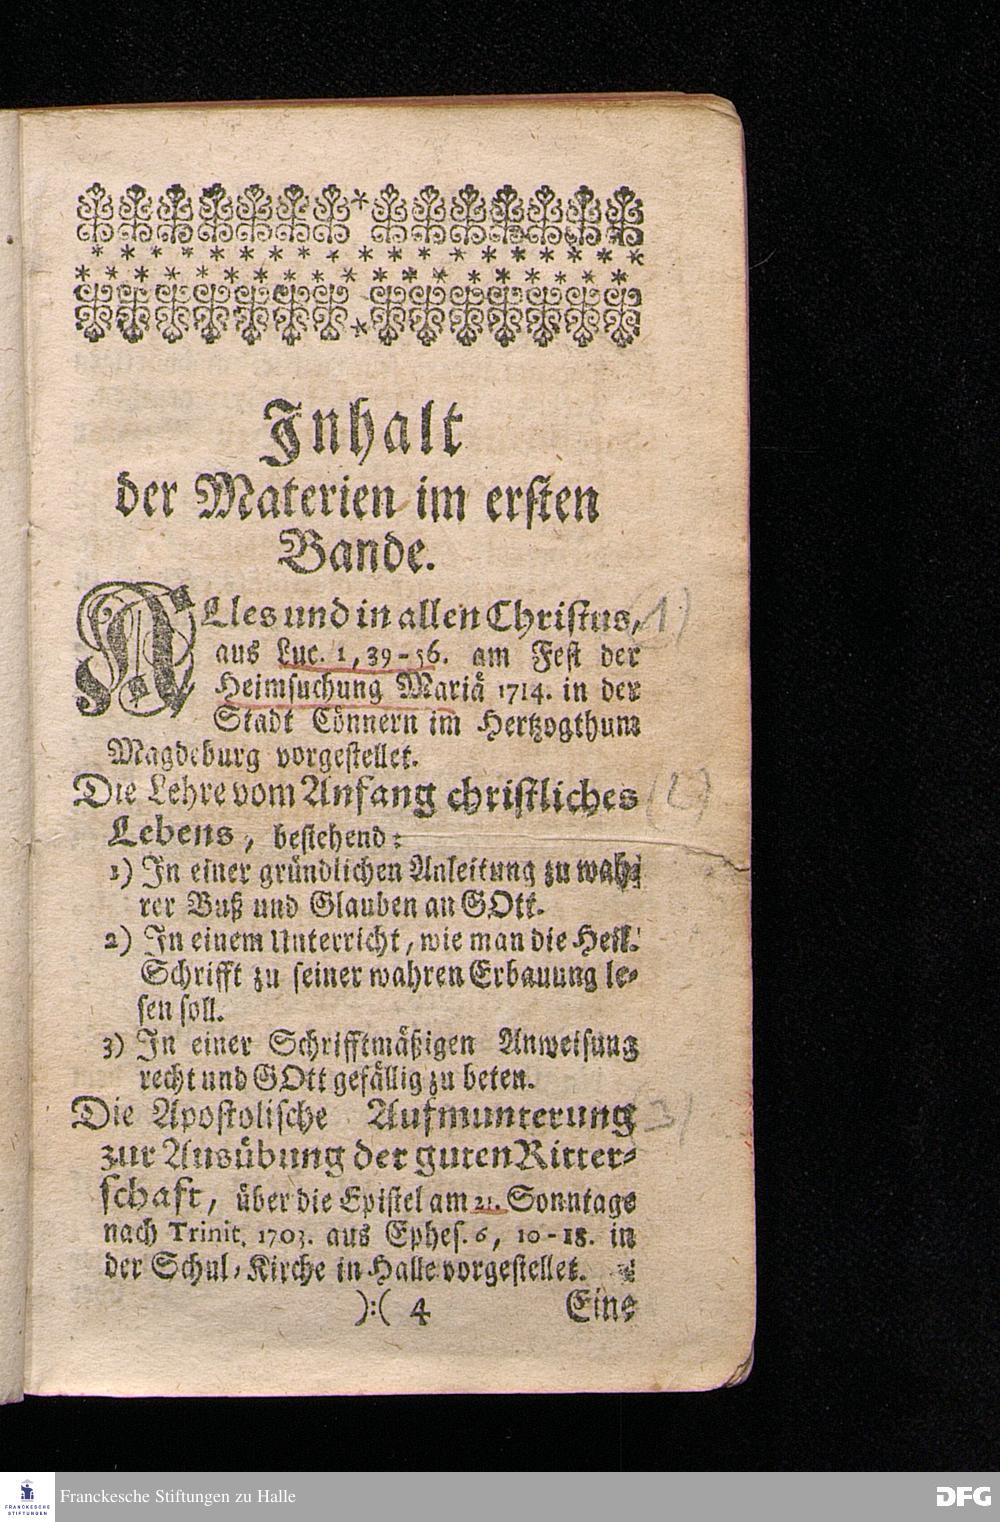 Inhalt
der Materien im ersten
Bande.
ALles und in allen Christus, 1)
aus Luc. 1, 39-56. am Fest der
Heimsuchung Mariä 1714. in der
Stadt Cönnern im Hertzogthum
Magdeburg vorgestellet.
Die Lehre vom Anfang christliches (2)
Lebens, bestehend:
1) In einer gründlichen Anleitung zu wah-
rer Buß und Glauben an GOtt.
2) In einem Unterricht, wie man die Heil.
Schrifft zu seiner wahren Erbauung le-
sen soll.
3) In einer Schrifftmäßigen Anweisung
recht und GOtt gefällig zu beten.
Die Apostolische Aufmunterung 3)
zur Ausübung der guten Ritter-
schaft, über die Epistel am 21. Sonntage
nach Trinit. 1703. aus Ephes. 6, 10-18. in
der Schul-Kirche in Halle vorgestellet.
):( 4 Eine
FRANCKESCHE
STIFTUNGEN
Franckesche Stiftungen zu Halle
DFG